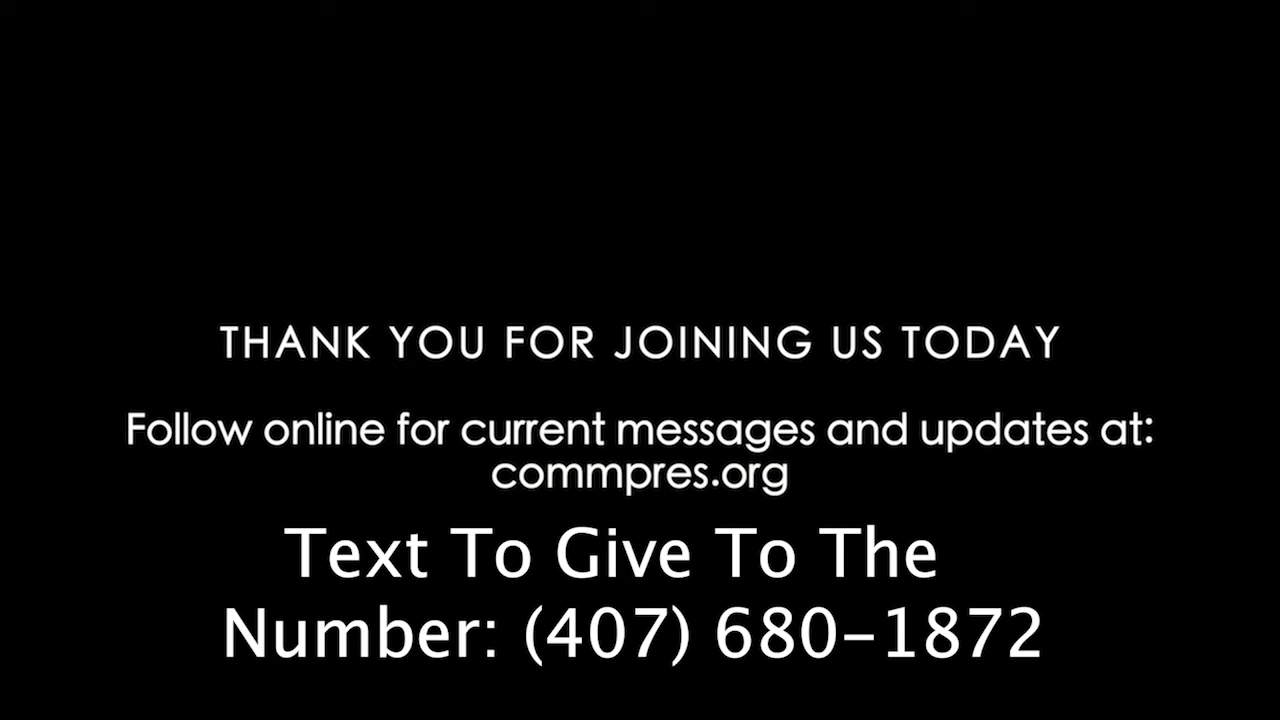 THANK YOU FOR JOINING US TODAY
Follow online for current messages and updates at:
commpres.org
Text To Give To The
Number: (407) 680-1872